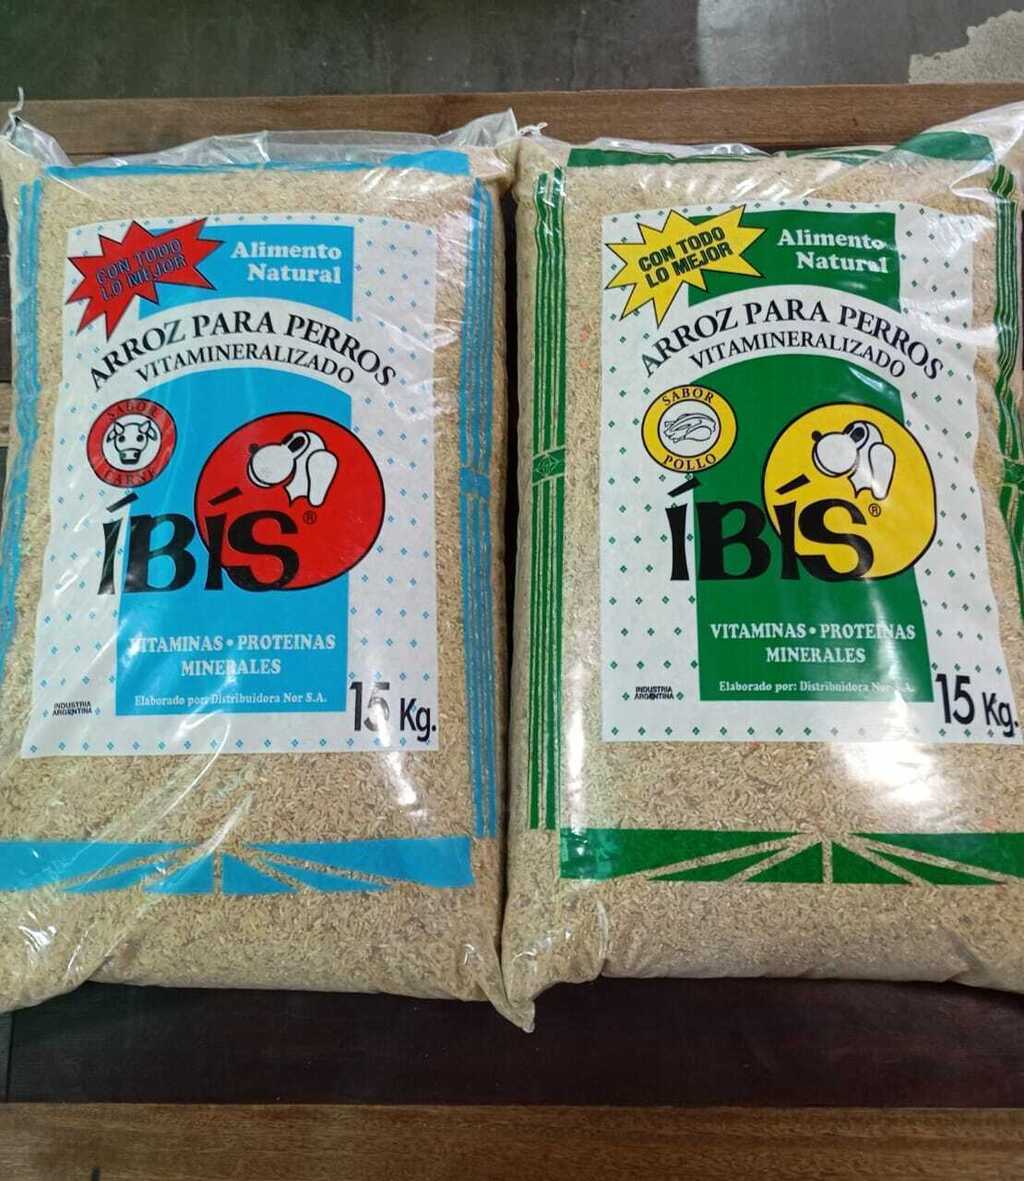 CON TODO
LO MEJOR
Alimento
Natural
ARROZ PARA PERROS
VITAMINERALIZADO
SABOR
CARNE
ÍBÍS®
VITAMINAS • PROTEINAS
MINERALES
Elaborado por: Distribuidora Nor S.A.
INDUSTRIA
ARGENTINA
15 Kg.
CON TODO
LO MEJOR
Alimento
Natural
ARROZ PARA PERROS
VITAMINERALIZADO
SABOR
POLLO
ÍBÍS®
VITAMINAS • PROTEINAS
MINERALES
Elaborado por: Distribuidora Nor S.A.
INDUSTRIA
ARGENTINA
15 Kg.